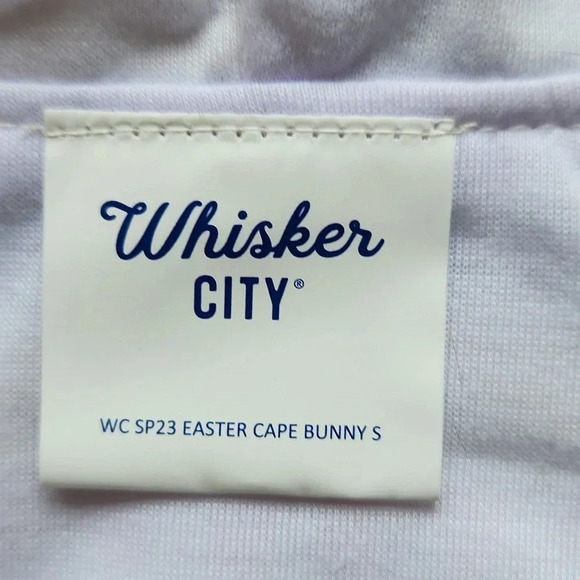 Whisker
CITY®
WC SP23 EASTER CAPE BUNNY S